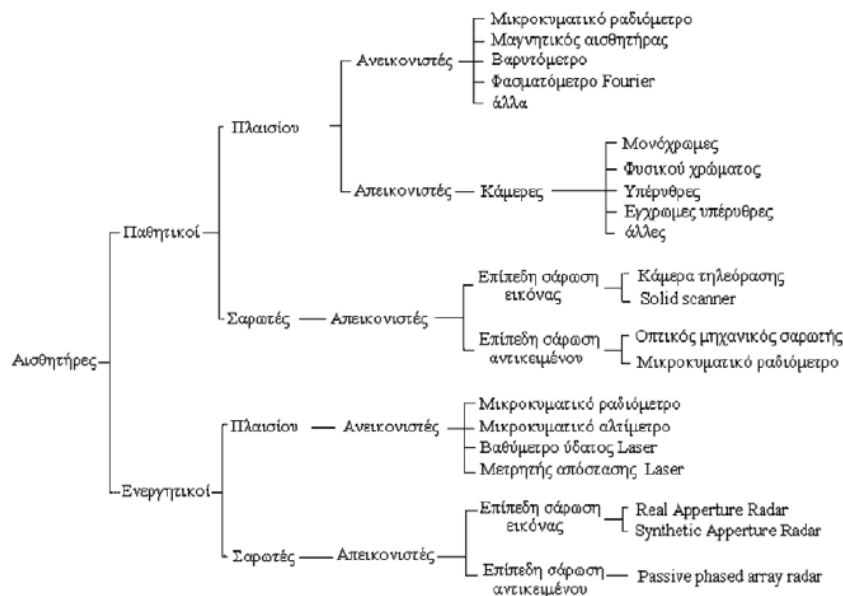 Αισθητήρες
Παθητικοί
Πλαισίου
Ανεικονιστές
Μικροκυματικό ραδιόμετρο
Μαγνητικός αισθητήρας
Βαρυτόμετρο
Φασματόμετρο Fourier
άλλα
Απεικονιστές
Κάμερες
Μονόχρωμες
Φυσικού χρώματος
Υπέρυθρες
Εγχρωμες υπέρυθρες
άλλες
Σαρωτές
Απεικονιστές
Επίπεδη σάρωση
εικόνας
Κάμερα τηλεόρασης
Solid scanner
Επίπεδη σάρωση
αντικειμένου
Οπτικός μηχανικός σαρωτής
Μικροκυματικό ραδιόμετρο
Ενεργητικοί
Πλαισίου
Ανεικονιστές
Μικροκυματικό ραδιόμετρο
Μικροκυματικό αλτίμετρο
Βαθύμετρο ύδατος Laser
Μετρητής απόστασης Laser
Σαρωτές
Απεικονιστές
Επίπεδη σάρωση
εικόνας
Real Apperture Radar
Synthetic Apperture Radar
Επίπεδη σάρωση
αντικειμένου
Passive phased array radar